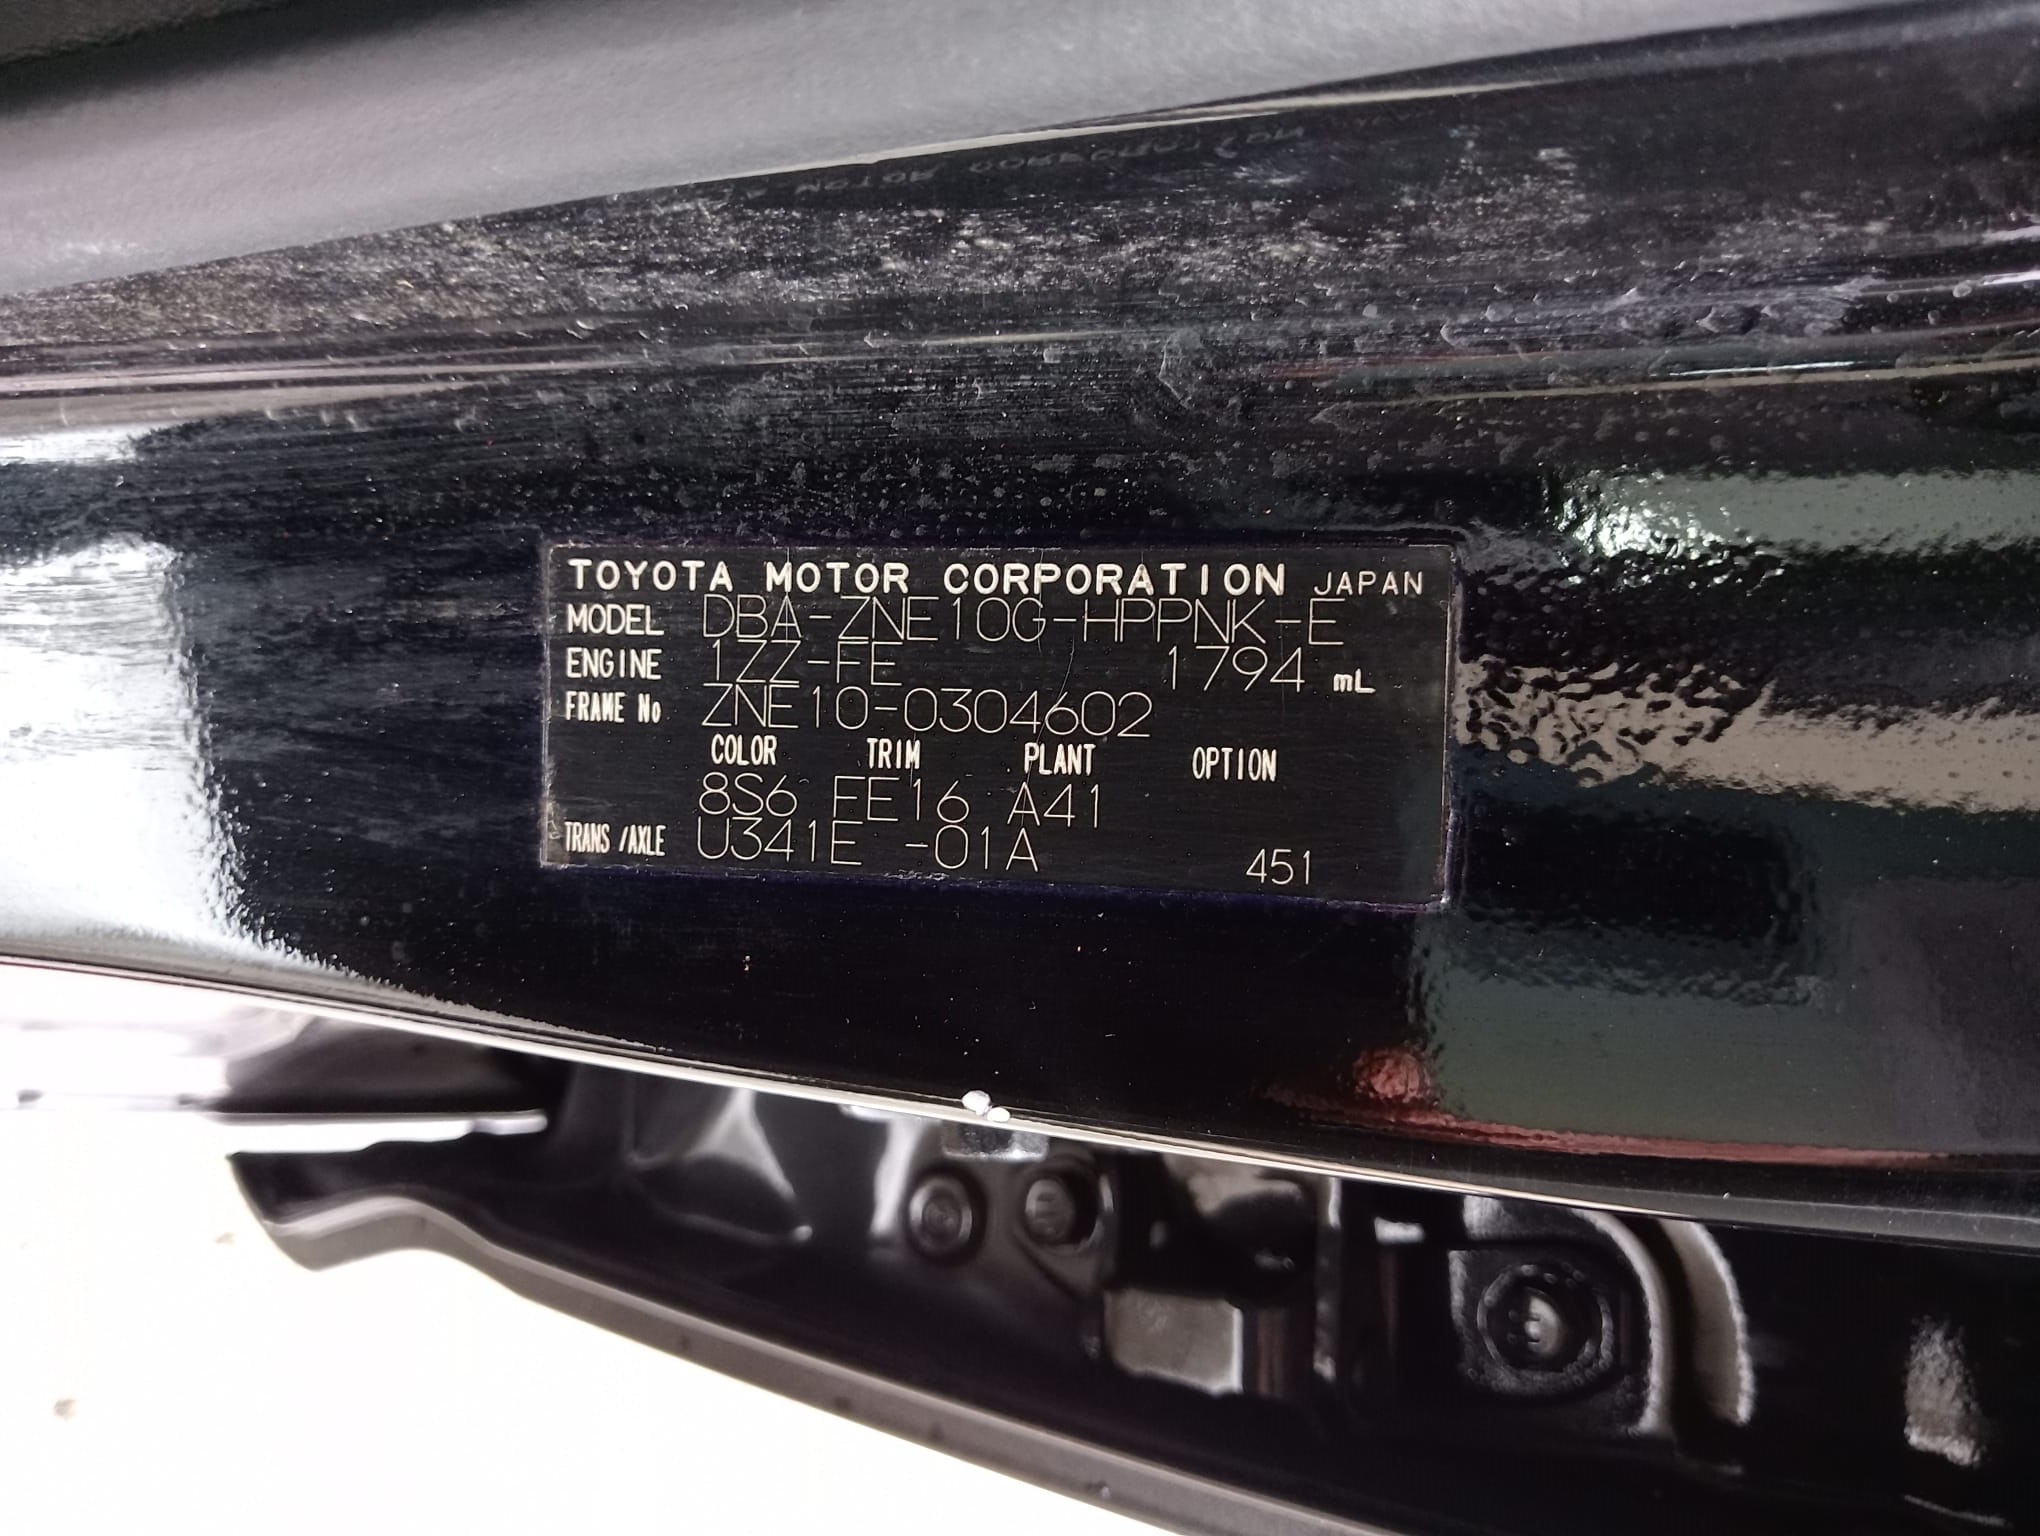 TOYOTA MOTOR CORPORATION JAPAN
MODEL DBA-ZNE10G-HPPNK-E
ENGINE 1ZZ-FE 1794 mL
FRAME No ZNE10-0304602
COLOR TRIM PLANT OPTION
8S6 FE16 A41
TRANS/AXLE U341E -01A 451